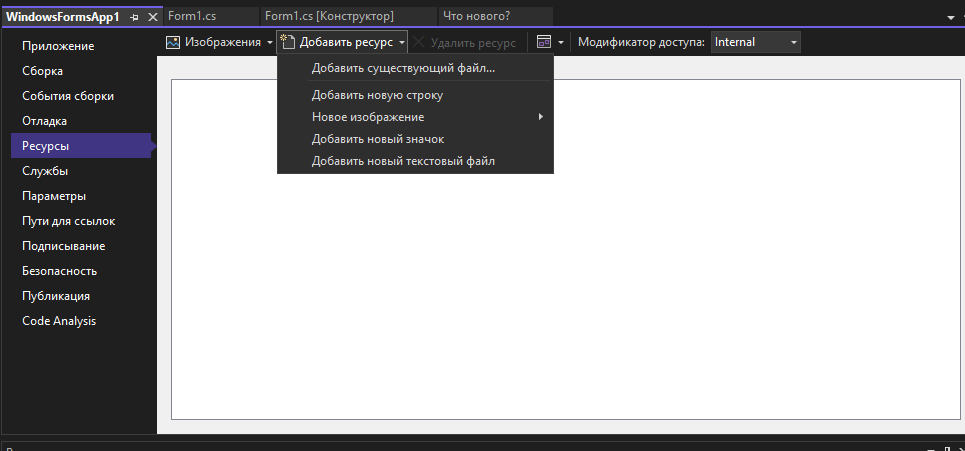 WindowsFormsApp1
Form1.cs
Form1.cs [Конструктор]
Что нового?
Изображения
Добавить ресурс
Удалить ресурс
Модификатор доступа:
Internal
Приложение
Сборка
События сборки
Отладка
Ресурсы
Службы
Параметры
Пути для ссылок
Подписывание
Безопасность
Публикация
Code Analysis
Добавить существующий файл...
Добавить новую строку
Новое изображение
Добавить новый значок
Добавить новый текстовый файл